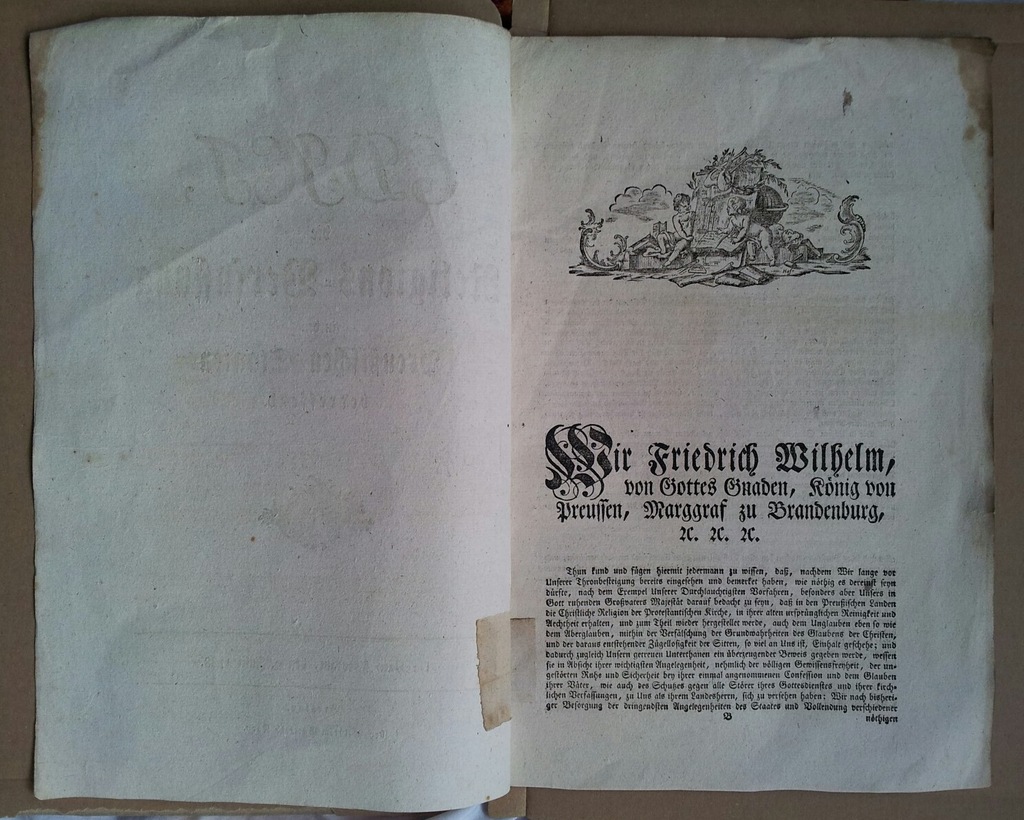 Wir Friedrich Wilhelm,
von Gottes Gnaden, König von
Preussen, Marggraf zu Brandenburg,
ꝛc. ꝛc. ꝛc.
Thun kund und fügen hiermit jedermann zu wissen, daß, nachdem Wir lange vor
Unserer Thronbesteigung bereits eingesehen und bemerket haben, wie nöthig es dereinst seyn
dürfte, nach dem Exempel Unserer Durchlauchtigsten Vorfahren, besonders aber Unsers in
Gott ruhenden Großvaters Majestät darauf bedacht zu seyn, daß in den Preußischen Landen
die Christliche Religion der Protestantischen Kirche, in ihrer alten ursprünglichen Reinigkeit und
Aechtheit erhalten, und zum Theil wieder hergestellet werde, auch dem Unglauben eben so wie
dem Aberglauben, mithin der Verfälschung der Grundwahrheiten des Glaubens der Christen,
und der daraus entstehenden Zügellosigkeit der Sitten, so viel an Uns ist, Einhalt geschehe; und
dadurch zugleich Unsern getreuen Unterthanen ein überzeugender Beweis gegeben werde, wessen
sie in Absicht ihrer wichtigsten Angelegenheit, nehmlich der völligen Gewissensfreyheit, der un-
gestörten Ruhe und Sicherheit bey ihrer einmal angenommenen Confession und dem Glauben
ihrer Väter, wie auch des Schutzes gegen alle Störer ihres Gottesdienstes und ihrer kirch-
lichen Verfassungen, zu Uns als ihrem Landesherrn, sich zu versehen haben: Wir nach bisheri-
ger Besorgung der dringendsten Angelegenheiten des Staates und Vollendung verschiedener
B nöthigen